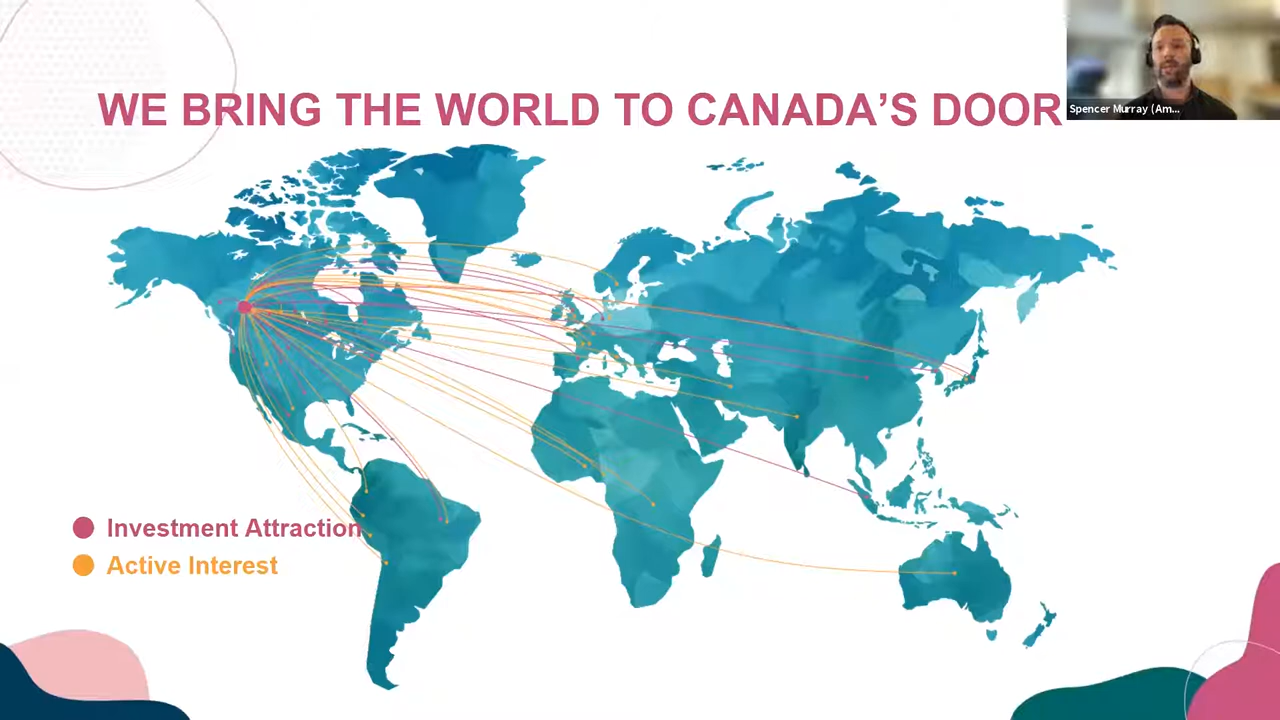 WE BRING THE WORLD TO CANADA’S DOOR
Spencer Murray (Am...
Investment Attraction
Active Interest